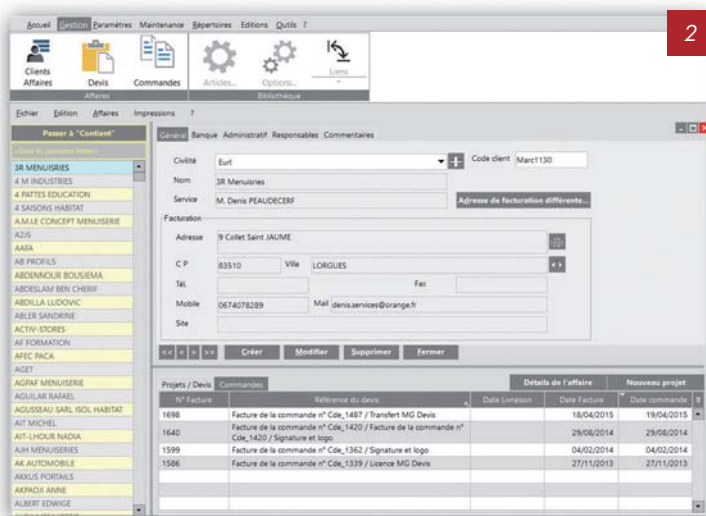 2
Accueil Gestion Paramètres Maintenance Répertoires Editions Outils ?
Clients Affaires
Devis
Commandes
Articles...
Options...
Liens
Affaires
Bibliothèque
Fichier Edition Affaires Impressions ?
Passer à "Contient"
3R MENUISRIES
4 M INDUSTRIES
4 PATTES EDUCATION
4 SAISONS HABITAT
A.M.I.E CONCEPT MENUISERIE
A2JS
AAFA
AB PROFILS
ABDENNOUR BOUSJEMA
ABDESLAM BEN CHERIF
ABDILLA LUDOVIC
ABLER SANDRINE
ACTIV-STORES
AF FORMATION
AFEC PACA
AGET
AGPAF MENUISERIE
AGUILAR RAFAEL
AGUSSEAU SARL ISOL HABITAT
AIT MICHEL
AIT-LHOUR NADIA
AJH MENUISERIES
AK AUTOMOBILE
AKXUS PORTAILS
AKPADJI ANNE
ALBERT EDWIGE
Général Banque Administratif Responsables Commentaires
Civilité Eurl Code client Marc1130
Nom 3R Menuisries
Service M. Denis PEAUDECERF Adresse de facturation différente...
Facturation
Adresse 9 Collet Saint JAUME
C P 83510 Ville LORGUES
Tél. Fax
Mobile 0674078289 Mail denis.services@orange.fr
Site
<< < > >> Créer Modifier Supprimer Fermer
Projets / Devis Commandes Détails de l'affaire Nouveau projet
N° Facture Référence du devis Date Livraison Date Facture Date commande
1698 Facture de la commande n° Cde_1487 / Transfert MG Devis 18/04/2015 19/04/2015
1640 Facture de la commande n° Cde_1420 / Facture de la commande n° Cde_1420 / Signature et logo 29/08/2014 29/08/2014
1599 Facture de la commande n° Cde_1362 / Signature et logo 04/02/2014 04/02/2014
1586 Facture de la commande n° Cde_1339 / Licence MG Devis 27/11/2013 27/11/2013